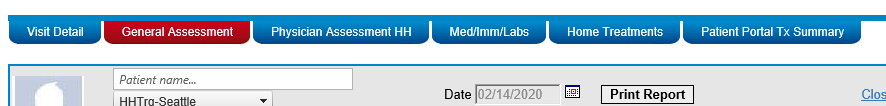 Visit Detail General Assessment Physician Assessment HH Med/Imm/Labs Home Treatments Patient Portal Tx Summary
Patient name...
Date 02/14/2020 Print Report Clos
HHTrg-Seattle